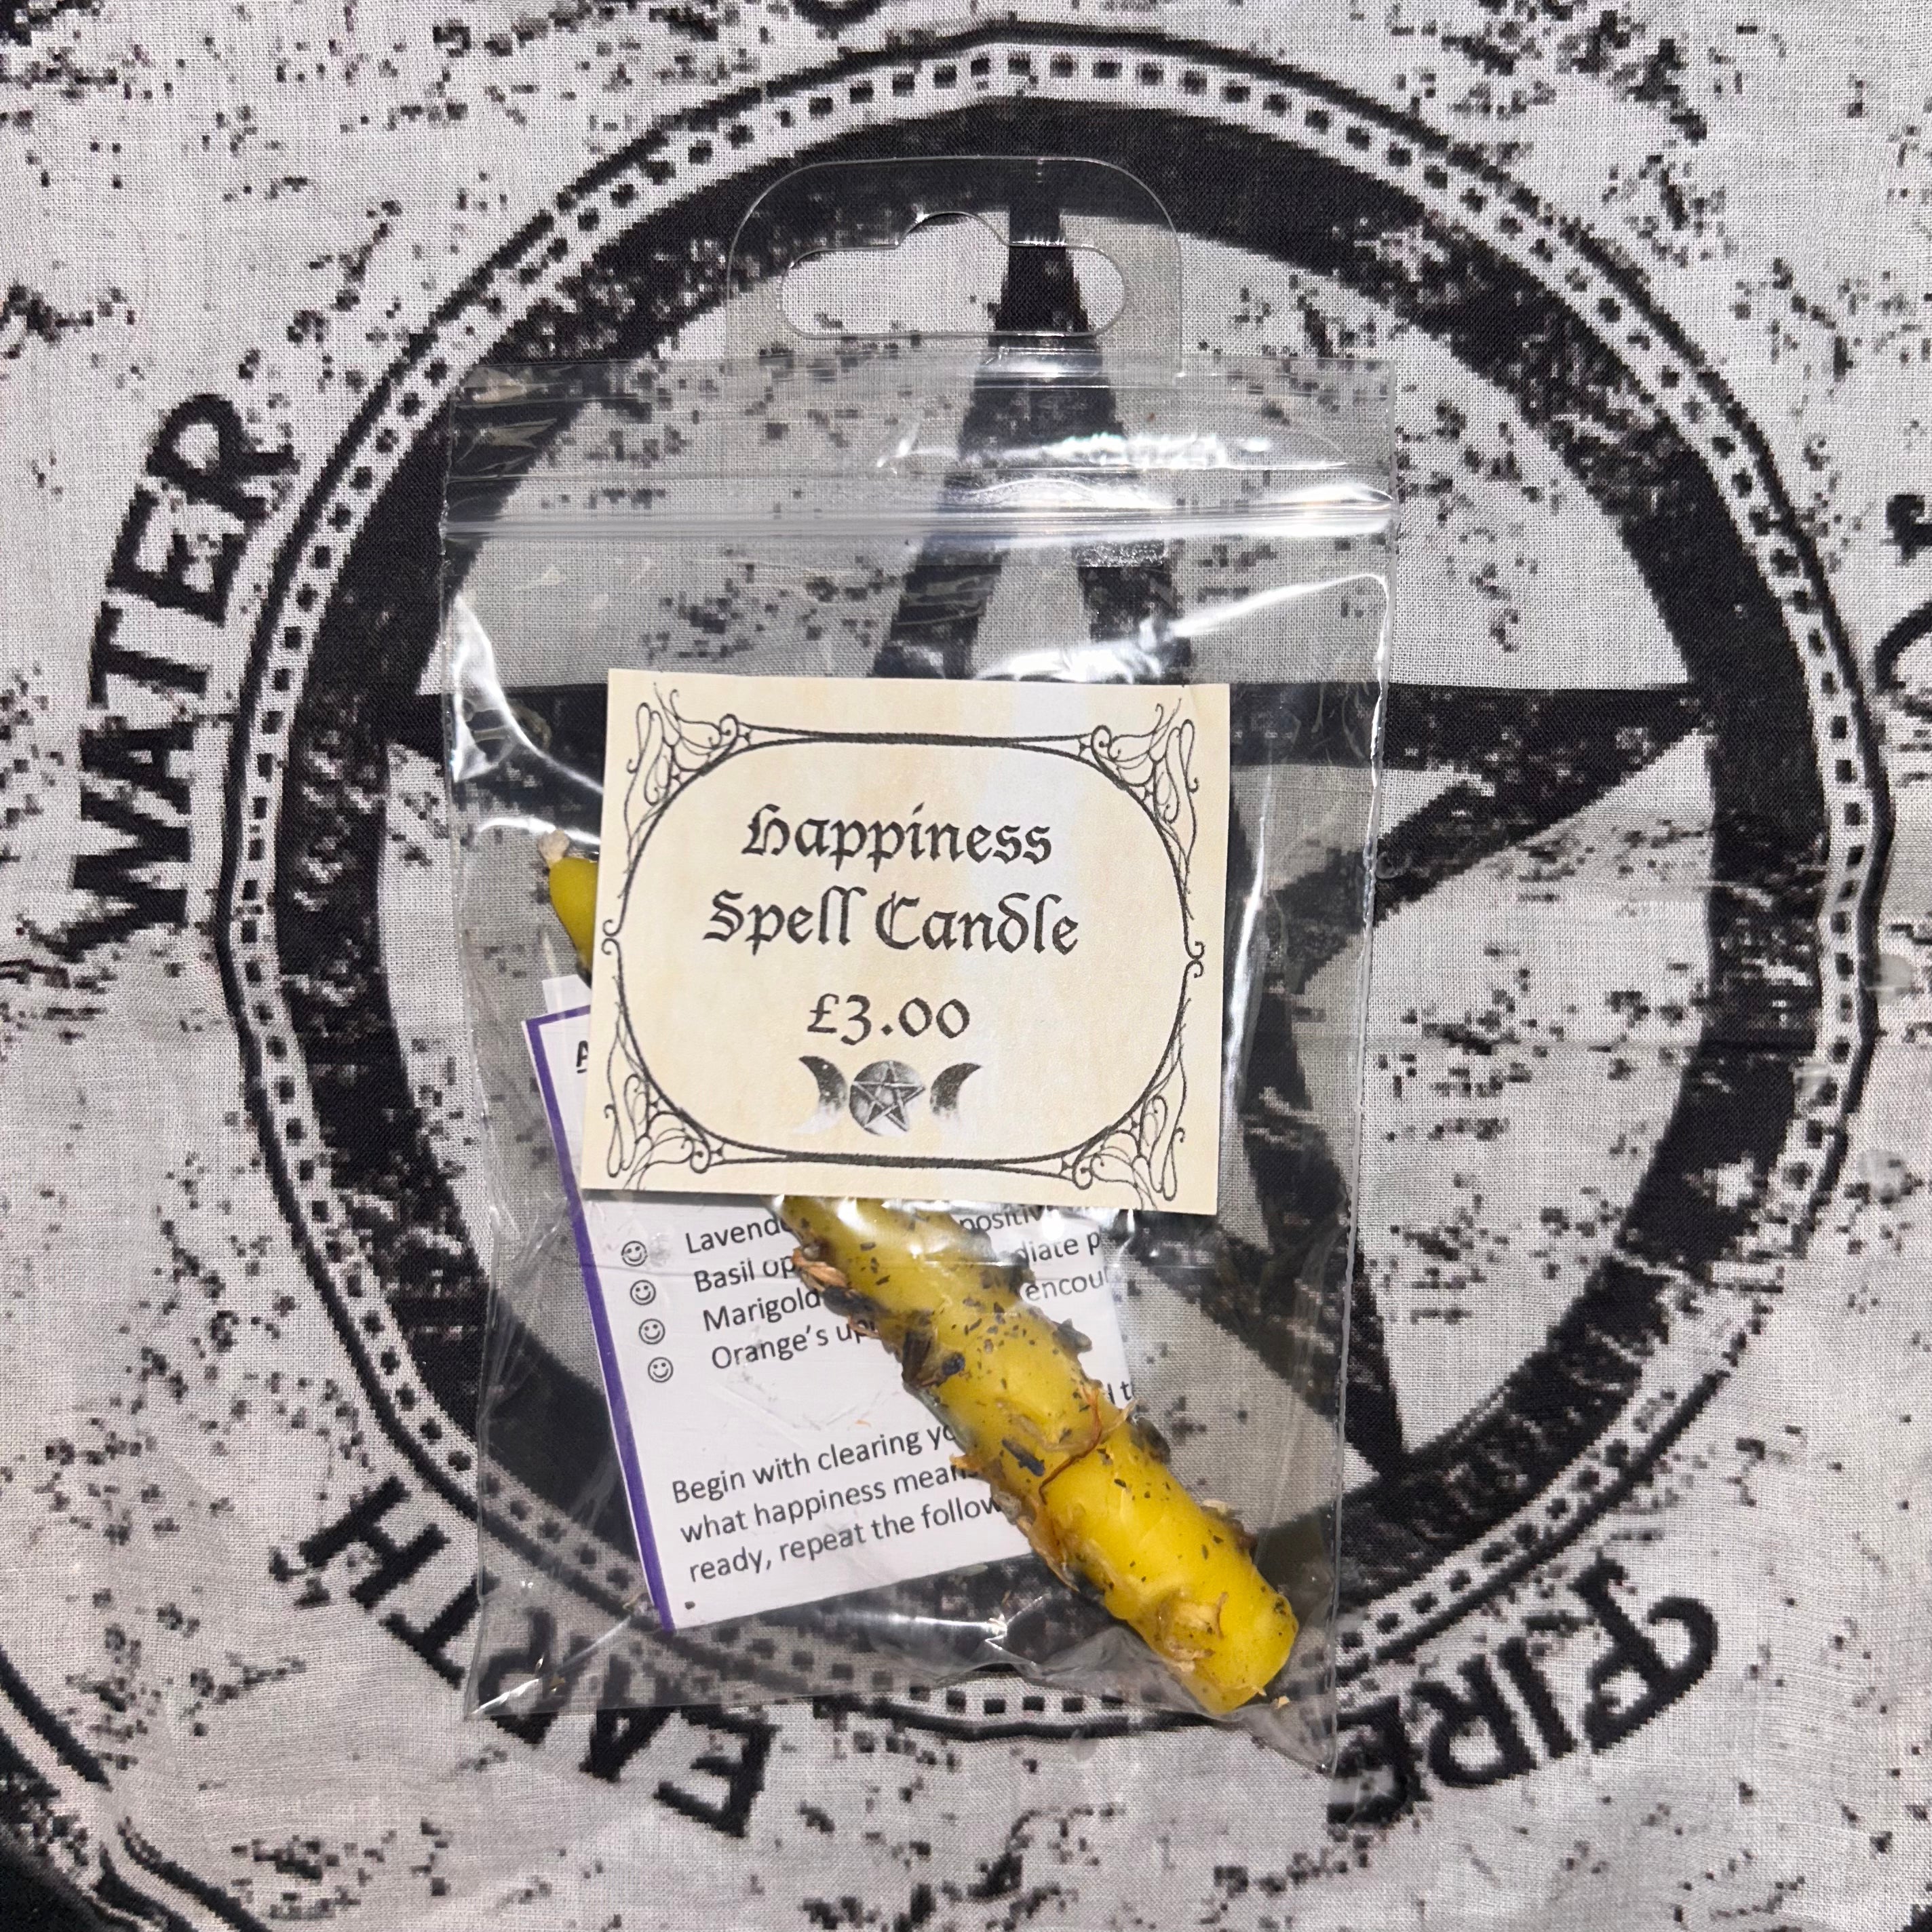 WATER
Happiness
Spell Candle
£3.00
Basil
Marigold
Orange's
Begin with clearing
what happiness
ready, repeat the
EARTH
FIRE